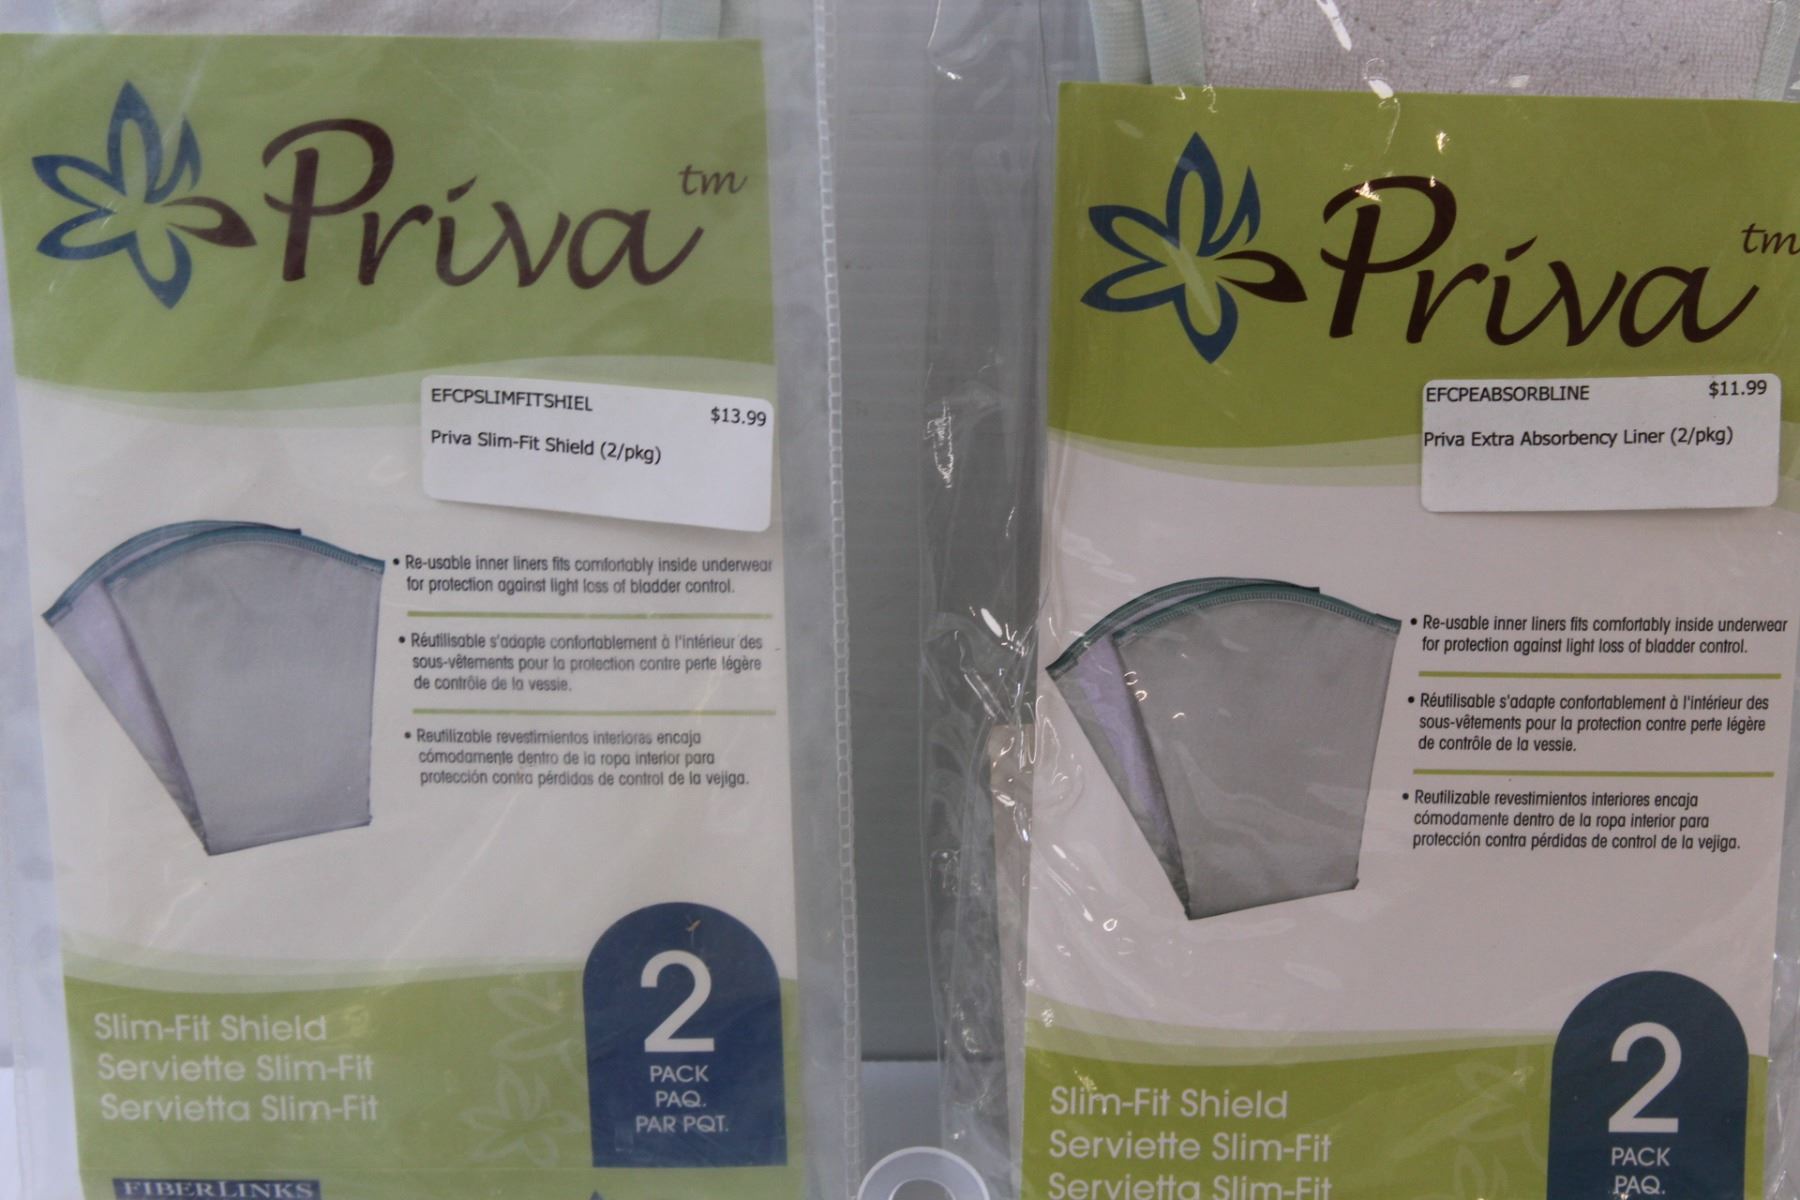 Priva™
EFCPSLIMFITSHIEL $13.99
Priva Slim-Fit Shield (2/pkg)
• Re-usable inner liners fits comfortably inside underwear
for protection against light loss of bladder control.
• Réutilisable s'adapte confortablement à l'intérieur des
sous-vêtements pour la protection contre perte légère
de contrôle de la vessie.
• Reutilizable revestimientos interiores encaja
cómodamente dentro de la ropa interior para
protección contra pérdidas de control de la vejiga.
Slim-Fit Shield
Serviette Slim-Fit
Servietta Slim-Fit
2
PACK
PAQ.
PAR PQT.
FIBERLINKS
Priva™
EFCPEABSORBLINE $11.99
Priva Extra Absorbency Liner (2/pkg)
• Re-usable inner liners fits comfortably inside underwear
for protection against light loss of bladder control.
• Réutilisable s'adapte confortablement à l'intérieur des
sous-vêtements pour la protection contre perte légère
de contrôle de la vessie.
• Reutilizable revestimientos interiores encaja
cómodamente dentro de la ropa interior para
protección contra pérdidas de control de la vejiga.
Slim-Fit Shield
Serviette Slim-Fit
Servietta Slim-Fit
2
PACK
PAQ.